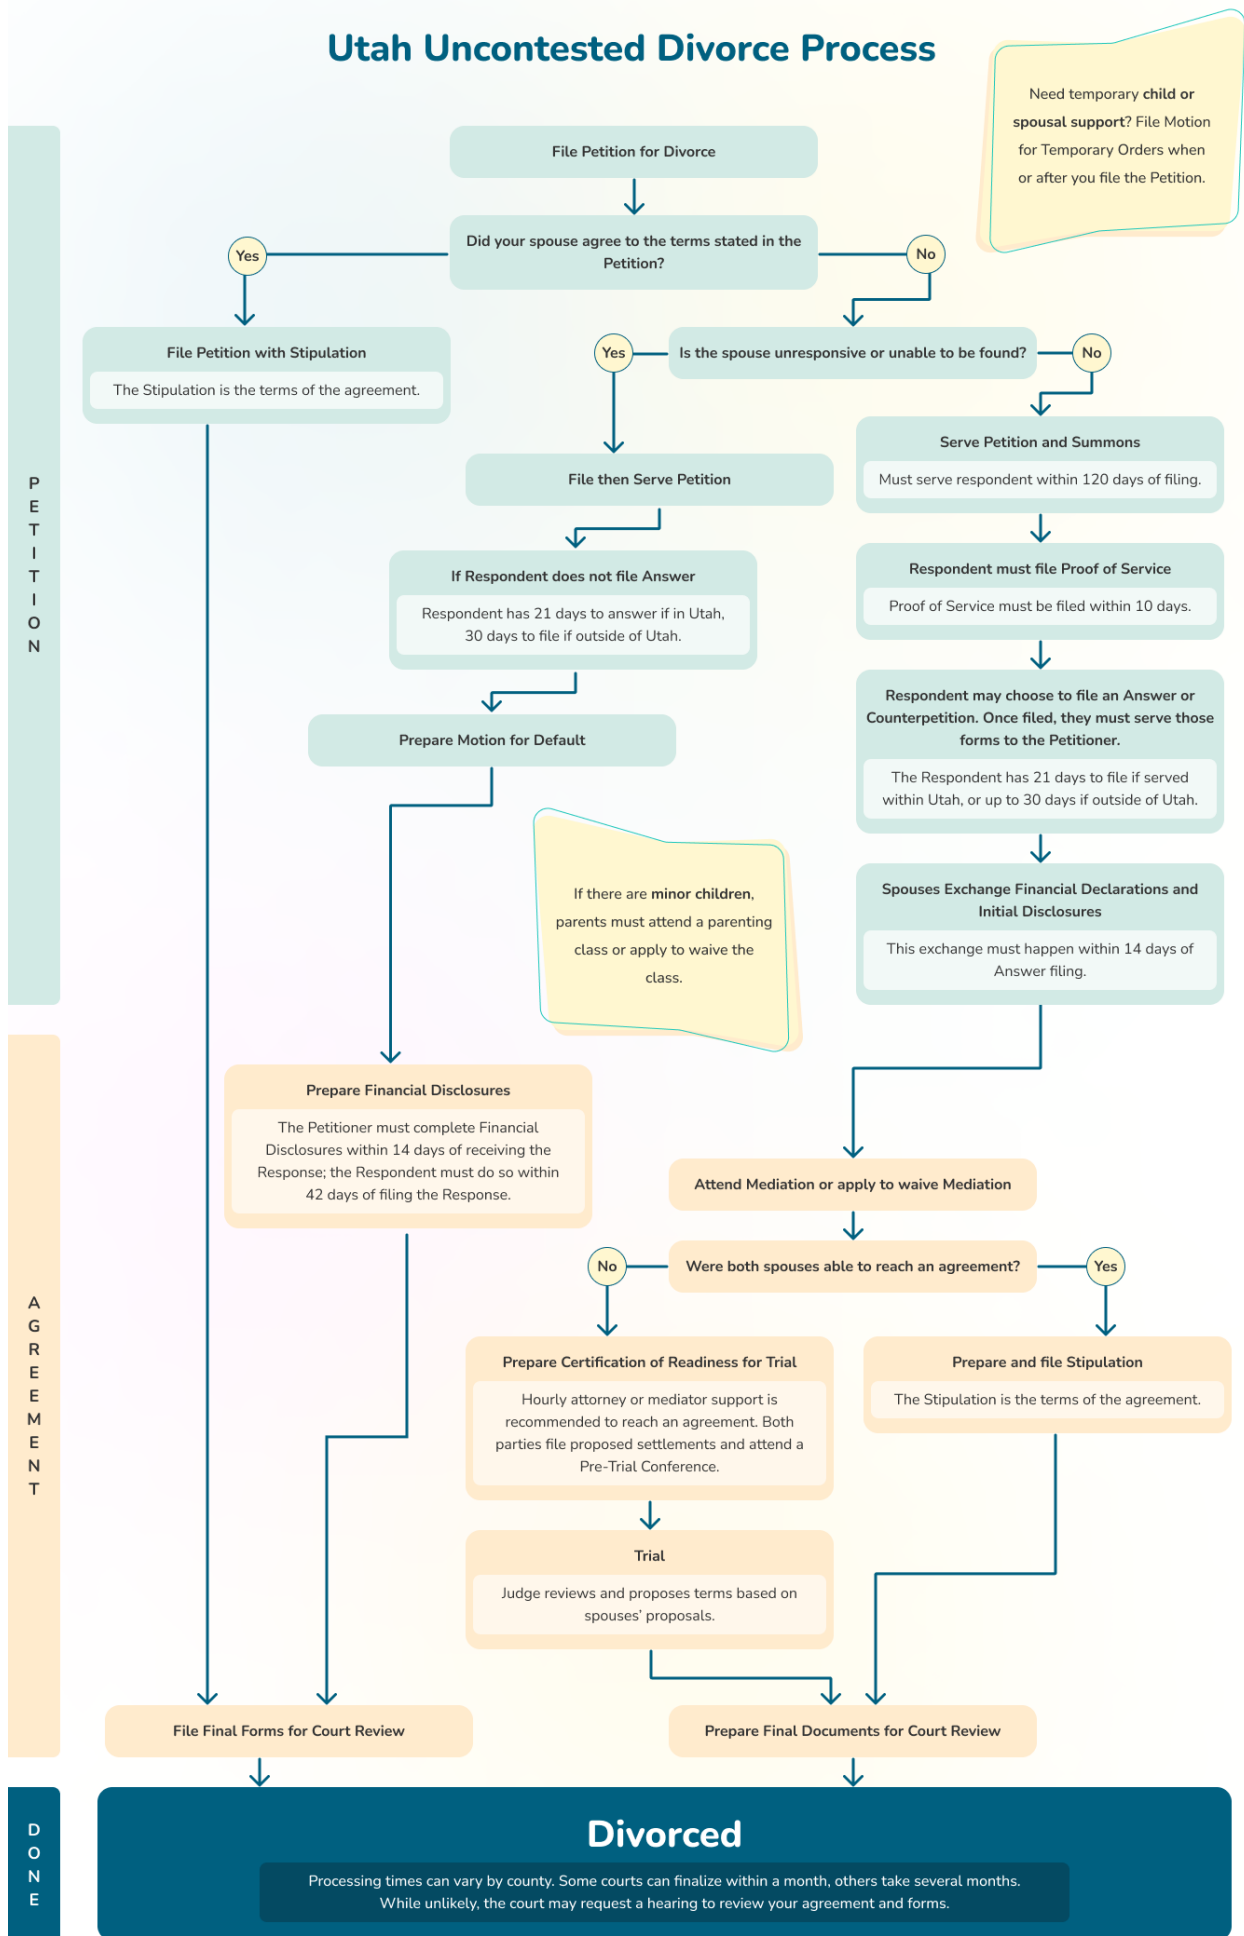 Utah Uncontested Divorce Process
Need temporary child or
spousal support? File Motion
for Temporary Orders when
or after you file the Petition.
PETITION
File Petition for Divorce
Did your spouse agree to the terms stated in the
Petition?
Yes
No
File Petition with Stipulation
The Stipulation is the terms of the agreement.
Is the spouse unresponsive or unable to be found?
Yes
No
File then Serve Petition
If Respondent does not file Answer
Respondent has 21 days to answer if in Utah,
30 days to file if outside of Utah.
Prepare Motion for Default
Serve Petition and Summons
Must serve respondent within 120 days of filing.
Respondent must file Proof of Service
Proof of Service must be filed within 10 days.
Respondent may choose to file an Answer or
Counterpetition. Once filed, they must serve those
forms to the Petitioner.
The Respondent has 21 days to file if served
within Utah, or up to 30 days if outside of Utah.
Spouses Exchange Financial Declarations and
Initial Disclosures
This exchange must happen within 14 days of
Answer filing.
If there are minor children,
parents must attend a parenting
class or apply to waive the
class.
AGREEMENT
Prepare Financial Disclosures
The Petitioner must complete Financial
Disclosures within 14 days of receiving the
Response; the Respondent must do so within
42 days of filing the Response.
Attend Mediation or apply to waive Mediation
Were both spouses able to reach an agreement?
No
Yes
Prepare Certification of Readiness for Trial
Hourly attorney or mediator support is
recommended to reach an agreement. Both
parties file proposed settlements and attend a
Pre-Trial Conference.
Prepare and file Stipulation
The Stipulation is the terms of the agreement.
Trial
Judge reviews and proposes terms based on
spouses’ proposals.
File Final Forms for Court Review
Prepare Final Documents for Court Review
DONE
Divorced
Processing times can vary by county. Some courts can finalize within a month, others take several months.
While unlikely, the court may request a hearing to review your agreement and forms.